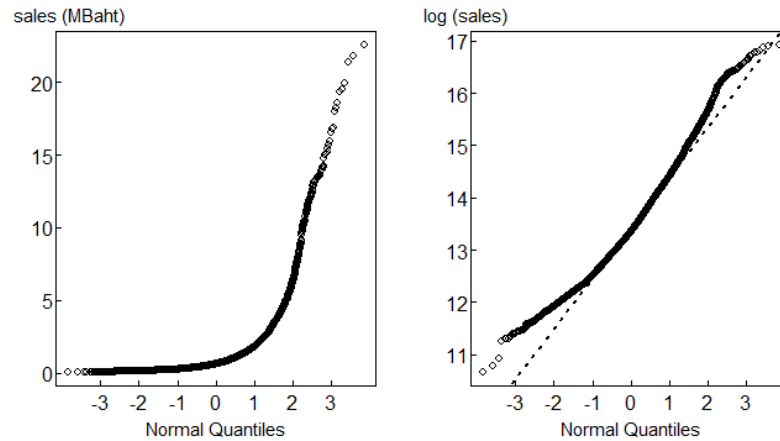 sales (MBaht)
20
15
10
5
0
-3 -2 -1 0 1 2 3
Normal Quantiles
log (sales)
17
16
15
14
13
12
11
-3 -2 -1 0 1 2 3
Normal Quantiles